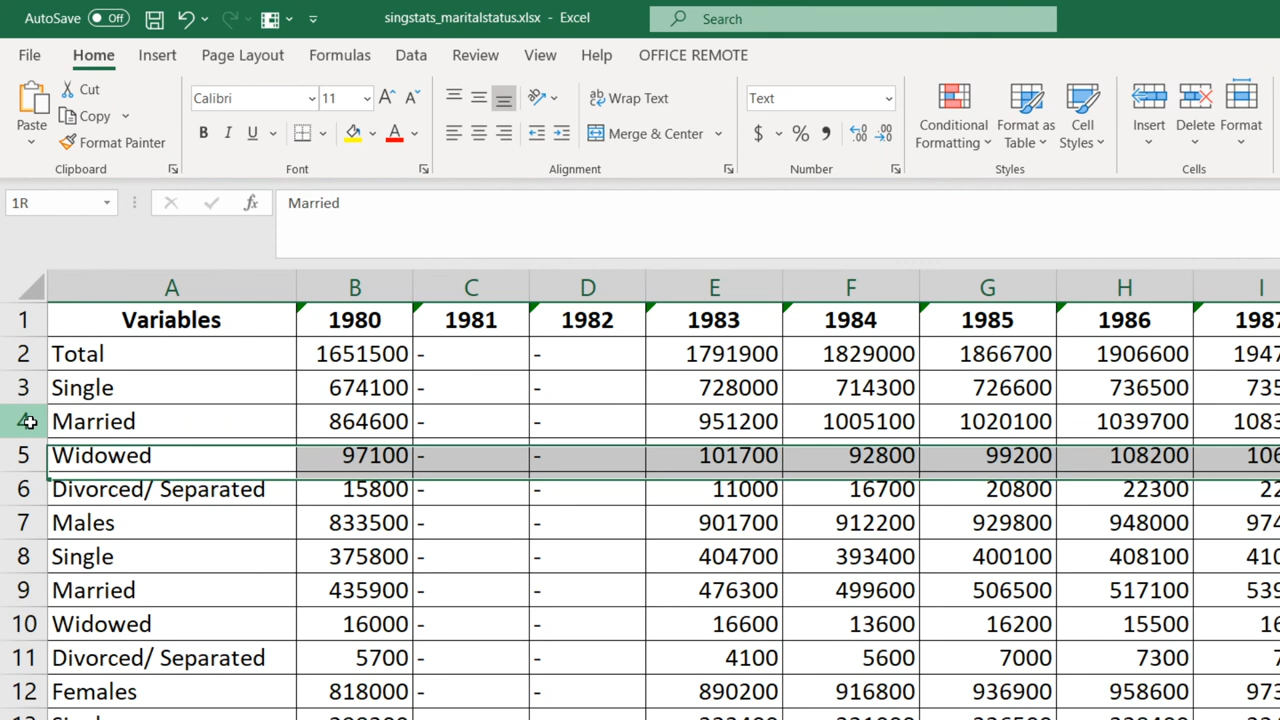 AutoSave Off singstats_maritalstatus.xlsx - Excel Search
File Home Insert Page Layout Formulas Data Review View Help OFFICE REMOTE
Paste Cut Copy Format Painter
Clipboard
Calibri 11 A A
B I U A
Font
Wrap Text
Merge & Center
Alignment
Text
$ % ,
Number
Conditional Formatting Format as Table Cell Styles
Styles
Insert Delete Format
Cells
1R fx Married
A B C D E F G H I
1 Variables 1980 1981 1982 1983 1984 1985 1986 1987
2 Total 1651500 - - 1791900 1829000 1866700 1906600 1947
3 Single 674100 - - 728000 714300 726600 736500 735
4 Married 864600 - - 951200 1005100 1020100 1039700 1083
5 Widowed 97100 - - 101700 92800 99200 108200 106
6 Divorced/ Separated 15800 - - 11000 16700 20800 22300 22
7 Males 833500 - - 901700 912200 929800 948000 974
8 Single 375800 - - 404700 393400 400100 408100 410
9 Married 435900 - - 476300 499600 506500 517100 539
10 Widowed 16000 - - 16600 13600 16200 15500 16
11 Divorced/ Separated 5700 - - 4100 5600 7000 7300 7
12 Females 818000 - - 890200 916800 936900 958600 973